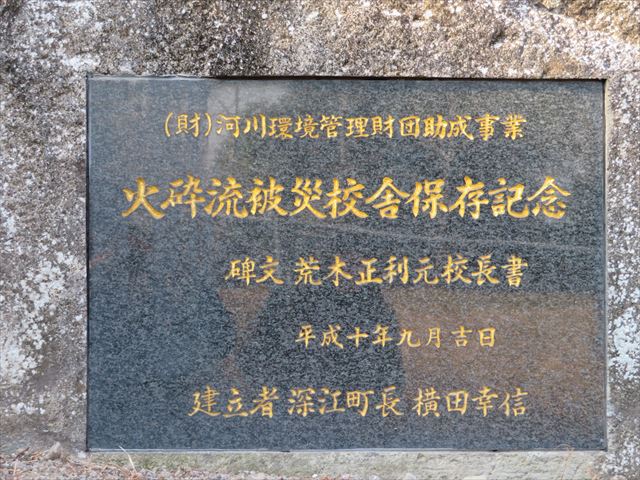 (財)河川環境管理財団助成事業
火砕流被災校舎保存記念
碑文 荒木正利元校長書
平成十年九月吉日
建立者 深江町長 横田幸信